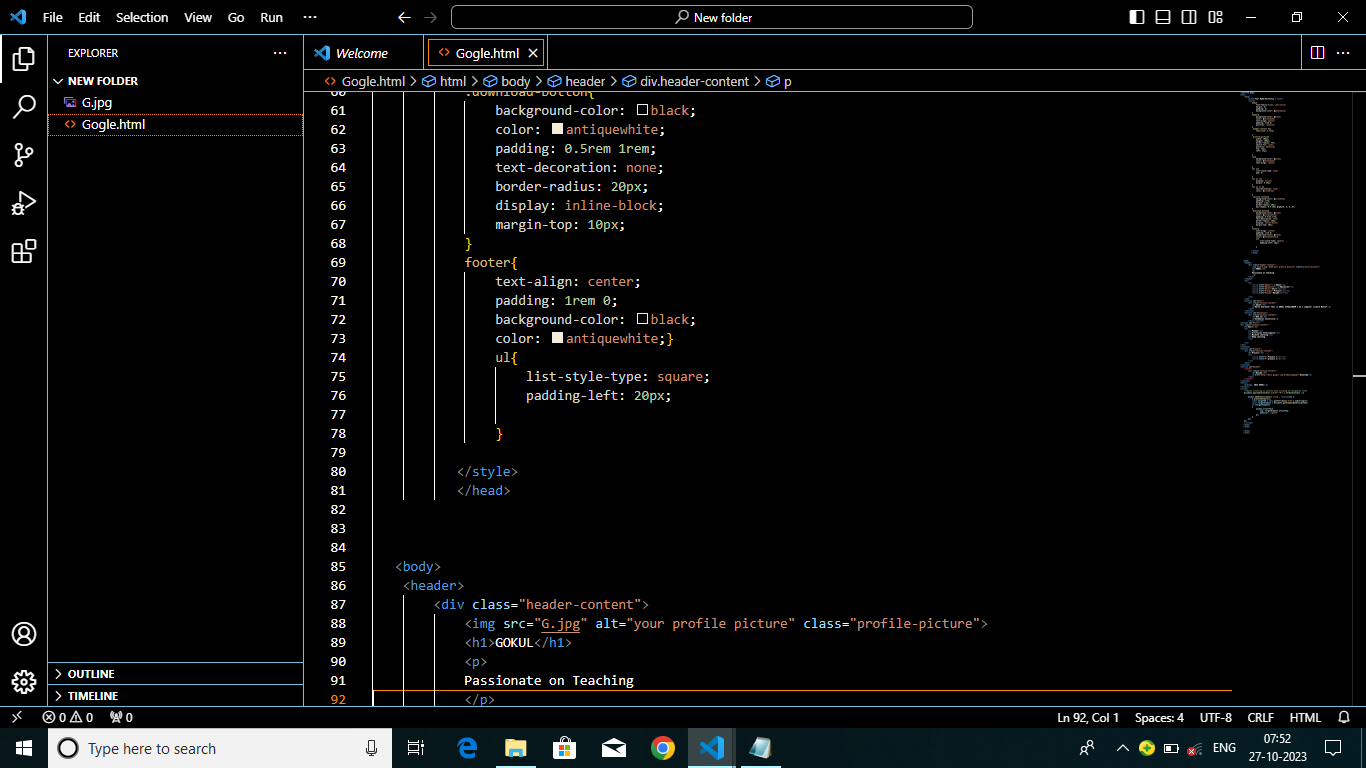 File Edit Selection View Go Run ··· New folder
EXPLORER ···
Welcome Gogle.html
NEW FOLDER
Gogle.html > html > body > header > div.header-content > p
G.jpg
Gogle.html
60 .download-botton{
61 background-color: black;
62 color: antiquewhite;
63 padding: 0.5rem 1rem;
64 text-decoration: none;
65 border-radius: 20px;
66 display: inline-block;
67 margin-top: 10px;
68 }
69 footer{
70 text-align: center;
71 padding: 1rem 0;
72 background-color: black;
73 color: antiquewhite;}
74 ul{
75 list-style-type: square;
76 padding-left: 20px;
77
78 }
79
80 </style>
81 </head>
82
83
84
85 <body>
86 <header>
87 <div class="header-content">
88 <img src="G.jpg" alt="your profile picture" class="profile-picture">
89 <h1>GOKUL</h1>
90 <p>
91 Passionate on Teaching
92 </p>
OUTLINE
TIMELINE
0 0 0 Ln 92, Col 1 Spaces: 4 UTF-8 CRLF HTML
Type here to search
ENG
07:52
27-10-2023